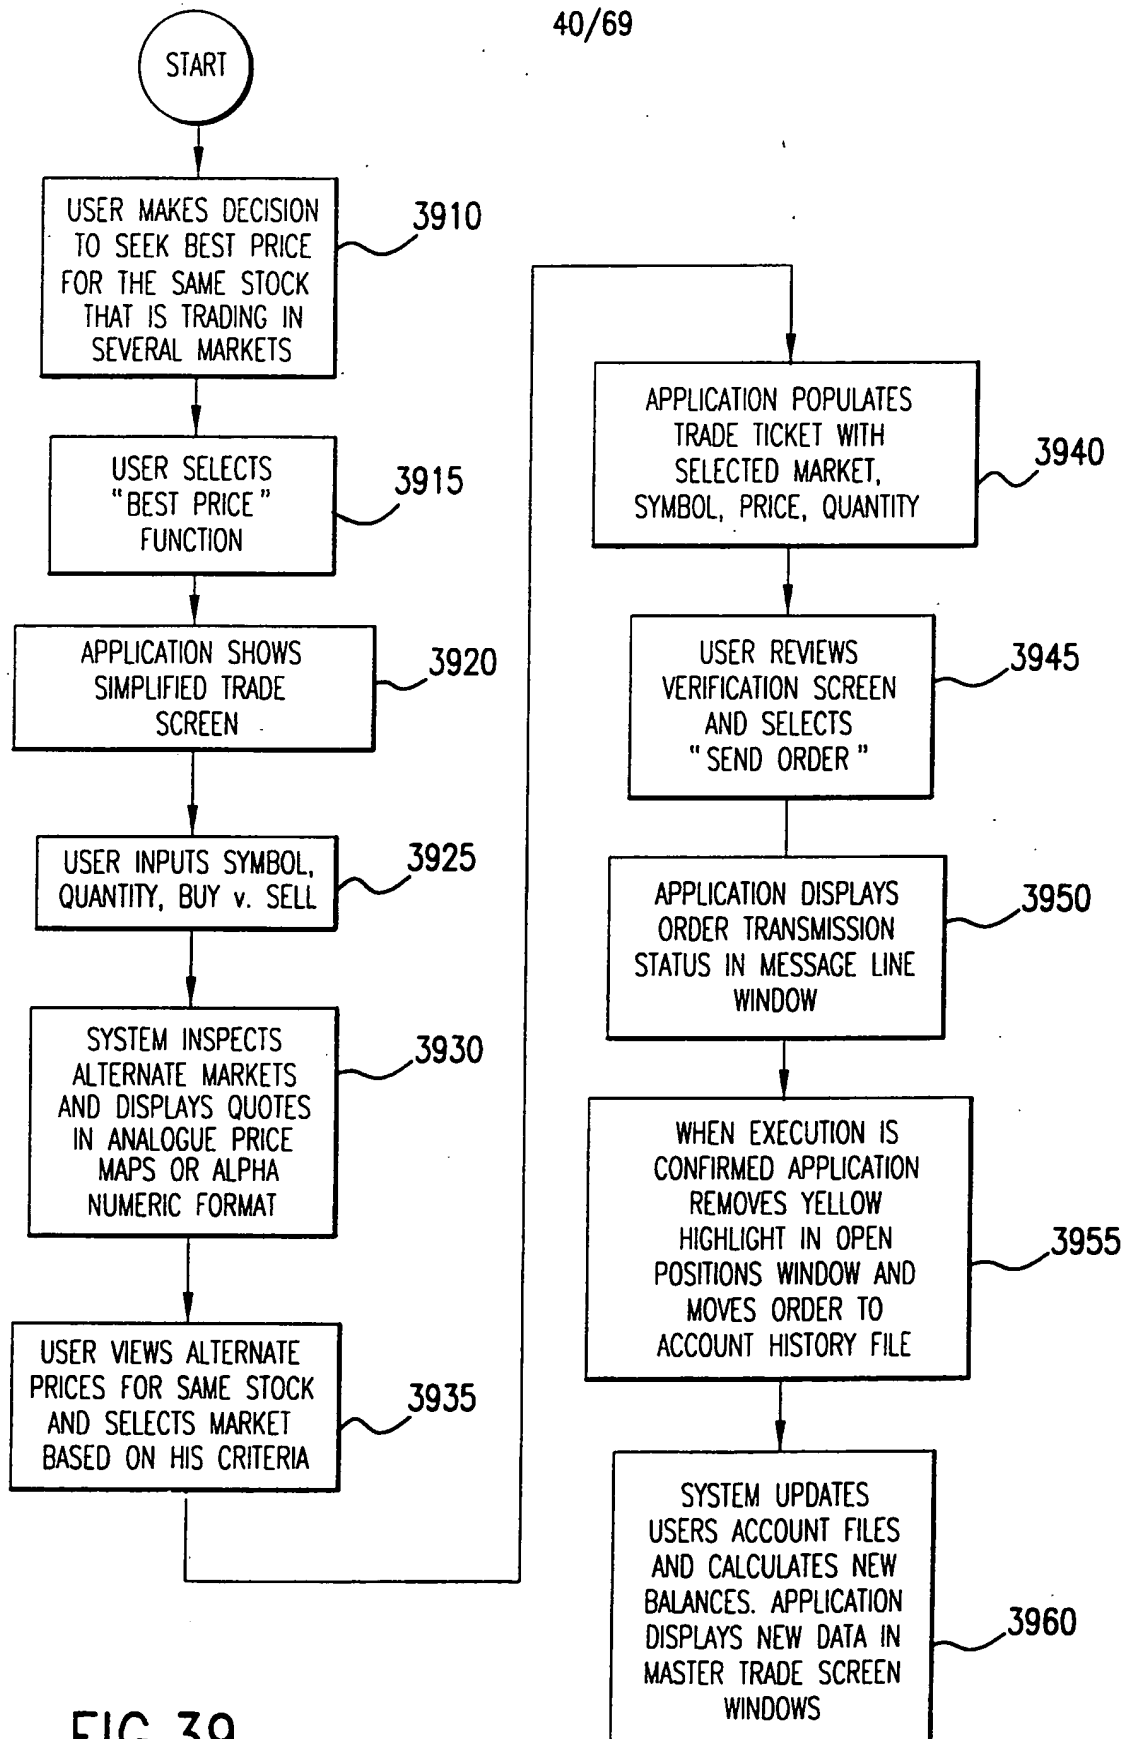 40/69
START
USER MAKES DECISION
TO SEEK BEST PRICE
FOR THE SAME STOCK
THAT IS TRADING IN
SEVERAL MARKETS
3910
USER SELECTS
"BEST PRICE"
FUNCTION
3915
APPLICATION SHOWS
SIMPLIFIED TRADE
SCREEN
3920
USER INPUTS SYMBOL,
QUANTITY, BUY v. SELL
3925
SYSTEM INSPECTS
ALTERNATE MARKETS
AND DISPLAYS QUOTES
IN ANALOGUE PRICE
MAPS OR ALPHA
NUMERIC FORMAT
3930
USER VIEWS ALTERNATE
PRICES FOR SAME STOCK
AND SELECTS MARKET
BASED ON HIS CRITERIA
3935
APPLICATION POPULATES
TRADE TICKET WITH
SELECTED MARKET,
SYMBOL, PRICE, QUANTITY
3940
USER REVIEWS
VERIFICATION SCREEN
AND SELECTS
"SEND ORDER"
3945
APPLICATION DISPLAYS
ORDER TRANSMISSION
STATUS IN MESSAGE LINE
WINDOW
3950
WHEN EXECUTION IS
CONFIRMED APPLICATION
REMOVES YELLOW
HIGHLIGHT IN OPEN
POSITIONS WINDOW AND
MOVES ORDER TO
ACCOUNT HISTORY FILE
3955
SYSTEM UPDATES
USERS ACCOUNT FILES
AND CALCULATES NEW
BALANCES. APPLICATION
DISPLAYS NEW DATA IN
MASTER TRADE SCREEN
WINDOWS
3960
FIG 39